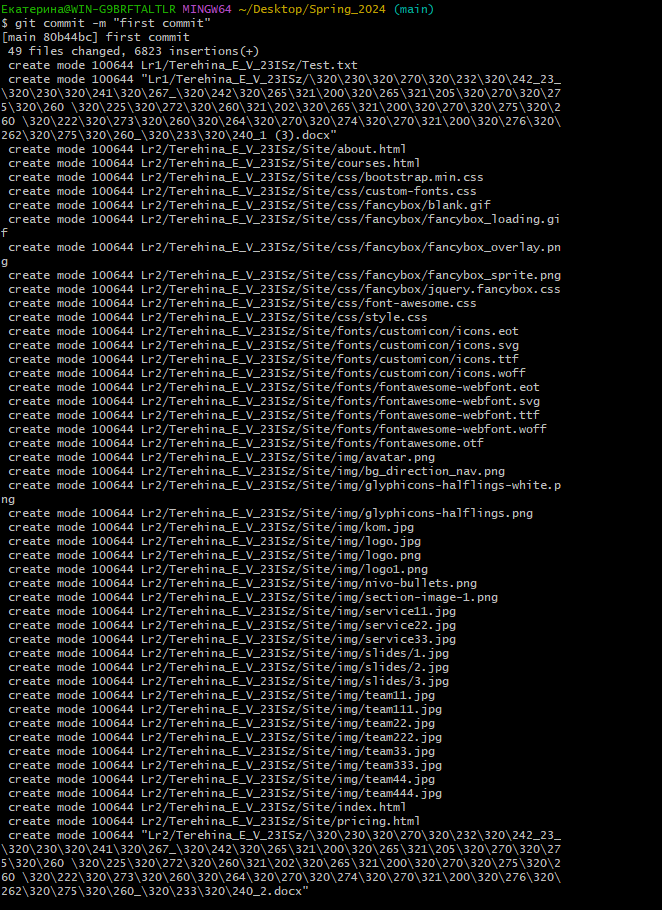 Екатерина@WIN-G9BRFTALTLR MINGW64 ~/Desktop/Spring_2024 (main)
$ git commit -m "first commit"
[main 80b44bc] first commit
 49 files changed, 6823 insertions(+)
 create mode 100644 Lr1/Terehina_E_V_23ISz/Test.txt
 create mode 100644 "Lr1/Terehina_E_V_23ISz/\320\230\320\270\320\232\320\242_23_
\320\230\320\241\320\267_\320\242\320\265\321\200\320\265\321\205\320\270\320\27
5\320\260 \320\225\320\272\320\260\321\202\320\265\321\200\320\270\320\275\320\2
60 \320\222\320\273\320\260\320\264\320\270\320\274\320\270\321\200\320\276\320\
262\320\275\320\260_\320\233\320\240_1 (3).docx"
 create mode 100644 Lr2/Terehina_E_V_23ISz/Site/about.html
 create mode 100644 Lr2/Terehina_E_V_23ISz/Site/courses.html
 create mode 100644 Lr2/Terehina_E_V_23ISz/Site/css/bootstrap.min.css
 create mode 100644 Lr2/Terehina_E_V_23ISz/Site/css/custom-fonts.css
 create mode 100644 Lr2/Terehina_E_V_23ISz/Site/css/fancybox/blank.gif
 create mode 100644 Lr2/Terehina_E_V_23ISz/Site/css/fancybox/fancybox_loading.gi
f
 create mode 100644 Lr2/Terehina_E_V_23ISz/Site/css/fancybox/fancybox_overlay.pn
g
 create mode 100644 Lr2/Terehina_E_V_23ISz/Site/css/fancybox/fancybox_sprite.png
 create mode 100644 Lr2/Terehina_E_V_23ISz/Site/css/fancybox/jquery.fancybox.css
 create mode 100644 Lr2/Terehina_E_V_23ISz/Site/css/font-awesome.css
 create mode 100644 Lr2/Terehina_E_V_23ISz/Site/css/style.css
 create mode 100644 Lr2/Terehina_E_V_23ISz/Site/fonts/customicon/icons.eot
 create mode 100644 Lr2/Terehina_E_V_23ISz/Site/fonts/customicon/icons.svg
 create mode 100644 Lr2/Terehina_E_V_23ISz/Site/fonts/customicon/icons.ttf
 create mode 100644 Lr2/Terehina_E_V_23ISz/Site/fonts/customicon/icons.woff
 create mode 100644 Lr2/Terehina_E_V_23ISz/Site/fonts/fontawesome-webfont.eot
 create mode 100644 Lr2/Terehina_E_V_23ISz/Site/fonts/fontawesome-webfont.svg
 create mode 100644 Lr2/Terehina_E_V_23ISz/Site/fonts/fontawesome-webfont.ttf
 create mode 100644 Lr2/Terehina_E_V_23ISz/Site/fonts/fontawesome-webfont.woff
 create mode 100644 Lr2/Terehina_E_V_23ISz/Site/fonts/fontawesome.otf
 create mode 100644 Lr2/Terehina_E_V_23ISz/Site/img/avatar.png
 create mode 100644 Lr2/Terehina_E_V_23ISz/Site/img/bg_direction_nav.png
 create mode 100644 Lr2/Terehina_E_V_23ISz/Site/img/glyphicons-halflings-white.p
ng
 create mode 100644 Lr2/Terehina_E_V_23ISz/Site/img/glyphicons-halflings.png
 create mode 100644 Lr2/Terehina_E_V_23ISz/Site/img/kom.jpg
 create mode 100644 Lr2/Terehina_E_V_23ISz/Site/img/logo.jpg
 create mode 100644 Lr2/Terehina_E_V_23ISz/Site/img/logo.png
 create mode 100644 Lr2/Terehina_E_V_23ISz/Site/img/logo1.png
 create mode 100644 Lr2/Terehina_E_V_23ISz/Site/img/nivo-bullets.png
 create mode 100644 Lr2/Terehina_E_V_23ISz/Site/img/section-image-1.png
 create mode 100644 Lr2/Terehina_E_V_23ISz/Site/img/service11.jpg
 create mode 100644 Lr2/Terehina_E_V_23ISz/Site/img/service22.jpg
 create mode 100644 Lr2/Terehina_E_V_23ISz/Site/img/service33.jpg
 create mode 100644 Lr2/Terehina_E_V_23ISz/Site/img/slides/1.jpg
 create mode 100644 Lr2/Terehina_E_V_23ISz/Site/img/slides/2.jpg
 create mode 100644 Lr2/Terehina_E_V_23ISz/Site/img/slides/3.jpg
 create mode 100644 Lr2/Terehina_E_V_23ISz/Site/img/team11.jpg
 create mode 100644 Lr2/Terehina_E_V_23ISz/Site/img/team111.jpg
 create mode 100644 Lr2/Terehina_E_V_23ISz/Site/img/team22.jpg
 create mode 100644 Lr2/Terehina_E_V_23ISz/Site/img/team222.jpg
 create mode 100644 Lr2/Terehina_E_V_23ISz/Site/img/team33.jpg
 create mode 100644 Lr2/Terehina_E_V_23ISz/Site/img/team333.jpg
 create mode 100644 Lr2/Terehina_E_V_23ISz/Site/img/team44.jpg
 create mode 100644 Lr2/Terehina_E_V_23ISz/Site/img/team444.jpg
 create mode 100644 Lr2/Terehina_E_V_23ISz/Site/index.html
 create mode 100644 Lr2/Terehina_E_V_23ISz/Site/pricing.html
 create mode 100644 "Lr2/Terehina_E_V_23ISz/\320\230\320\270\320\232\320\242_23_
\320\230\320\241\320\267_\320\242\320\265\321\200\320\265\321\205\320\270\320\27
5\320\260 \320\225\320\272\320\260\321\202\320\265\321\200\320\270\320\275\320\2
60 \320\222\320\273\320\260\320\264\320\270\320\274\320\270\321\200\320\276\320\
262\320\275\320\260_\320\233\320\240_2.docx"